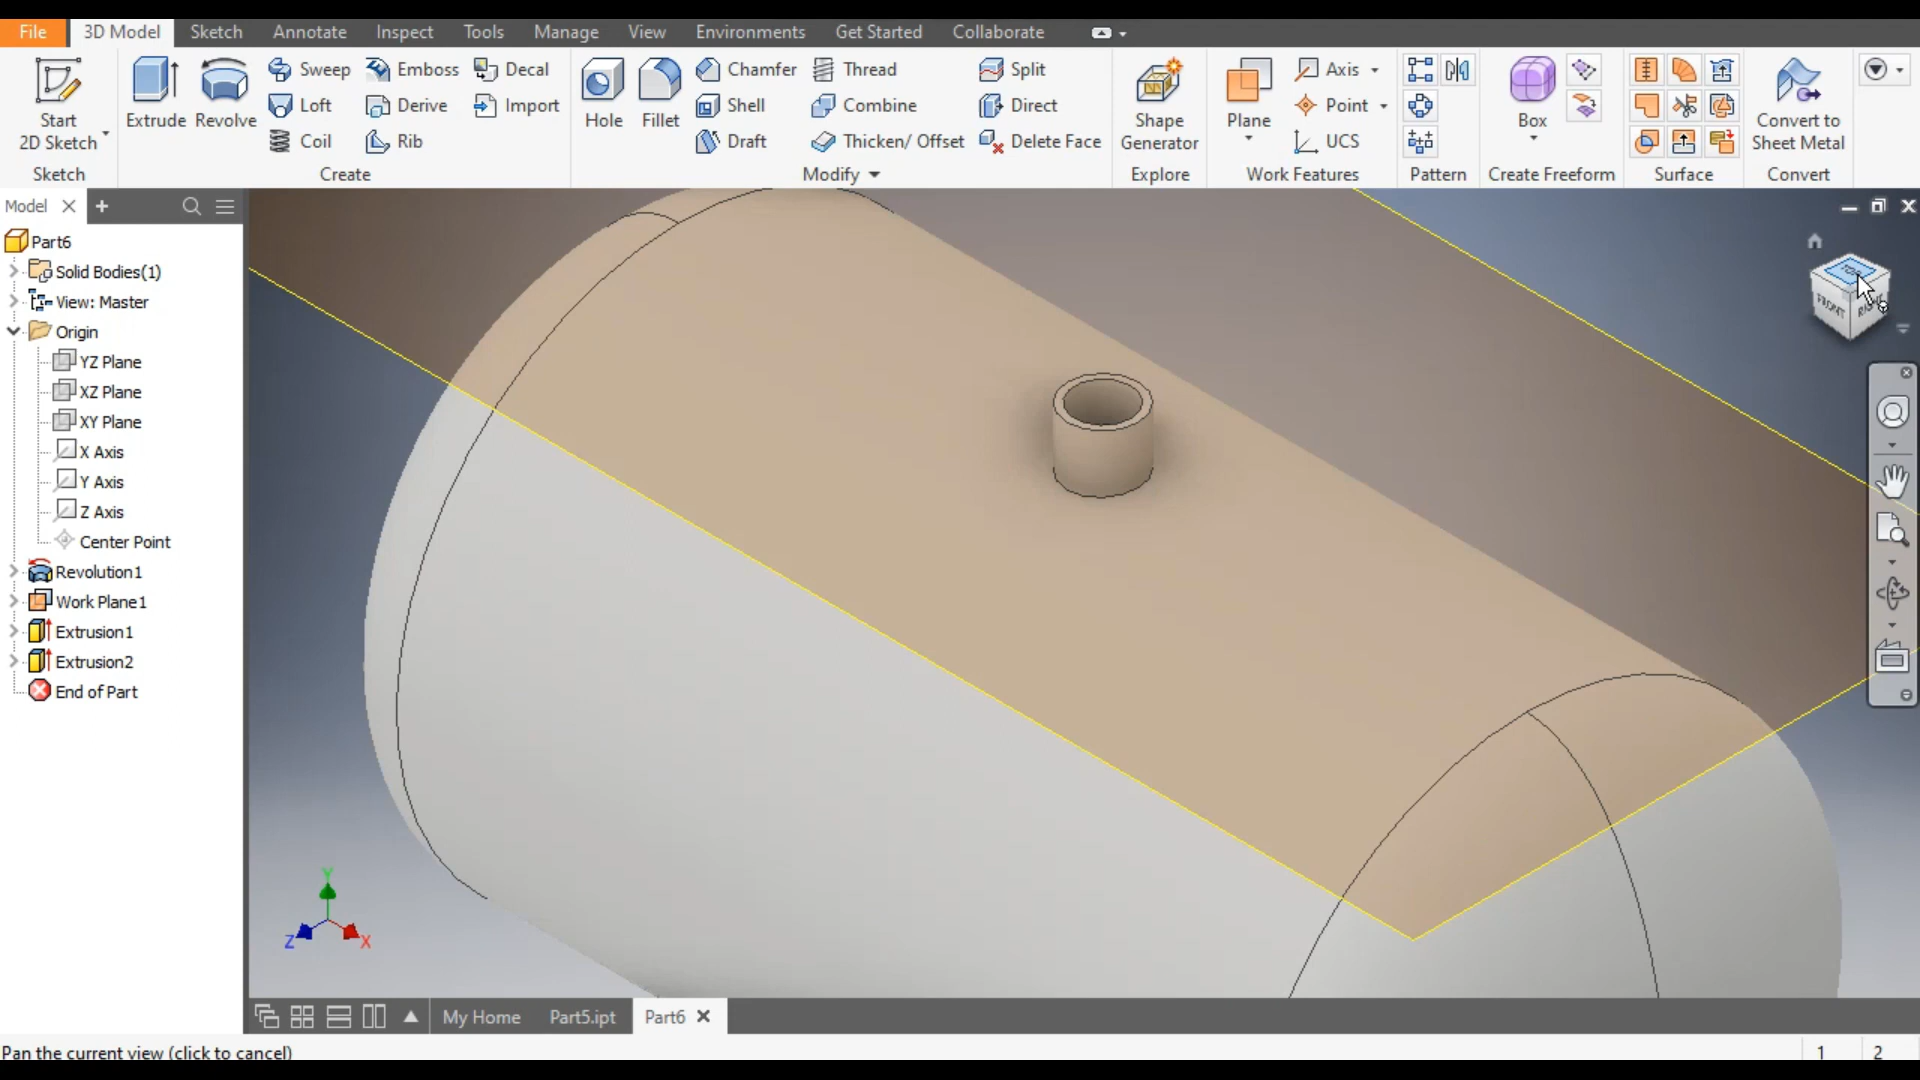 File 3D Model Sketch Annotate Inspect Tools Manage View Environments Get Started Collaborate
Start
2D Sketch
Sketch
Extrude
Revolve
Sweep
Loft
Coil
Emboss
Derive
Rib
Decal
Import
Create
Hole
Fillet
Chamfer
Shell
Draft
Thread
Combine
Thicken/ Offset
Split
Direct
Delete Face
Modify
Shape
Generator
Explore
Plane
Axis
Point
UCS
Work Features
Pattern
Box
Create Freeform
Surface
Convert to
Sheet Metal
Convert
Model
Part6
Solid Bodies(1)
View: Master
Origin
YZ Plane
XZ Plane
XY Plane
X Axis
Y Axis
Z Axis
Center Point
Revolution1
Work Plane1
Extrusion1
Extrusion2
End of Part
TOP
FRONT
Y
Z
X
My Home
Part5.ipt
Part6
Pan the current view (click to cancel)
1
2